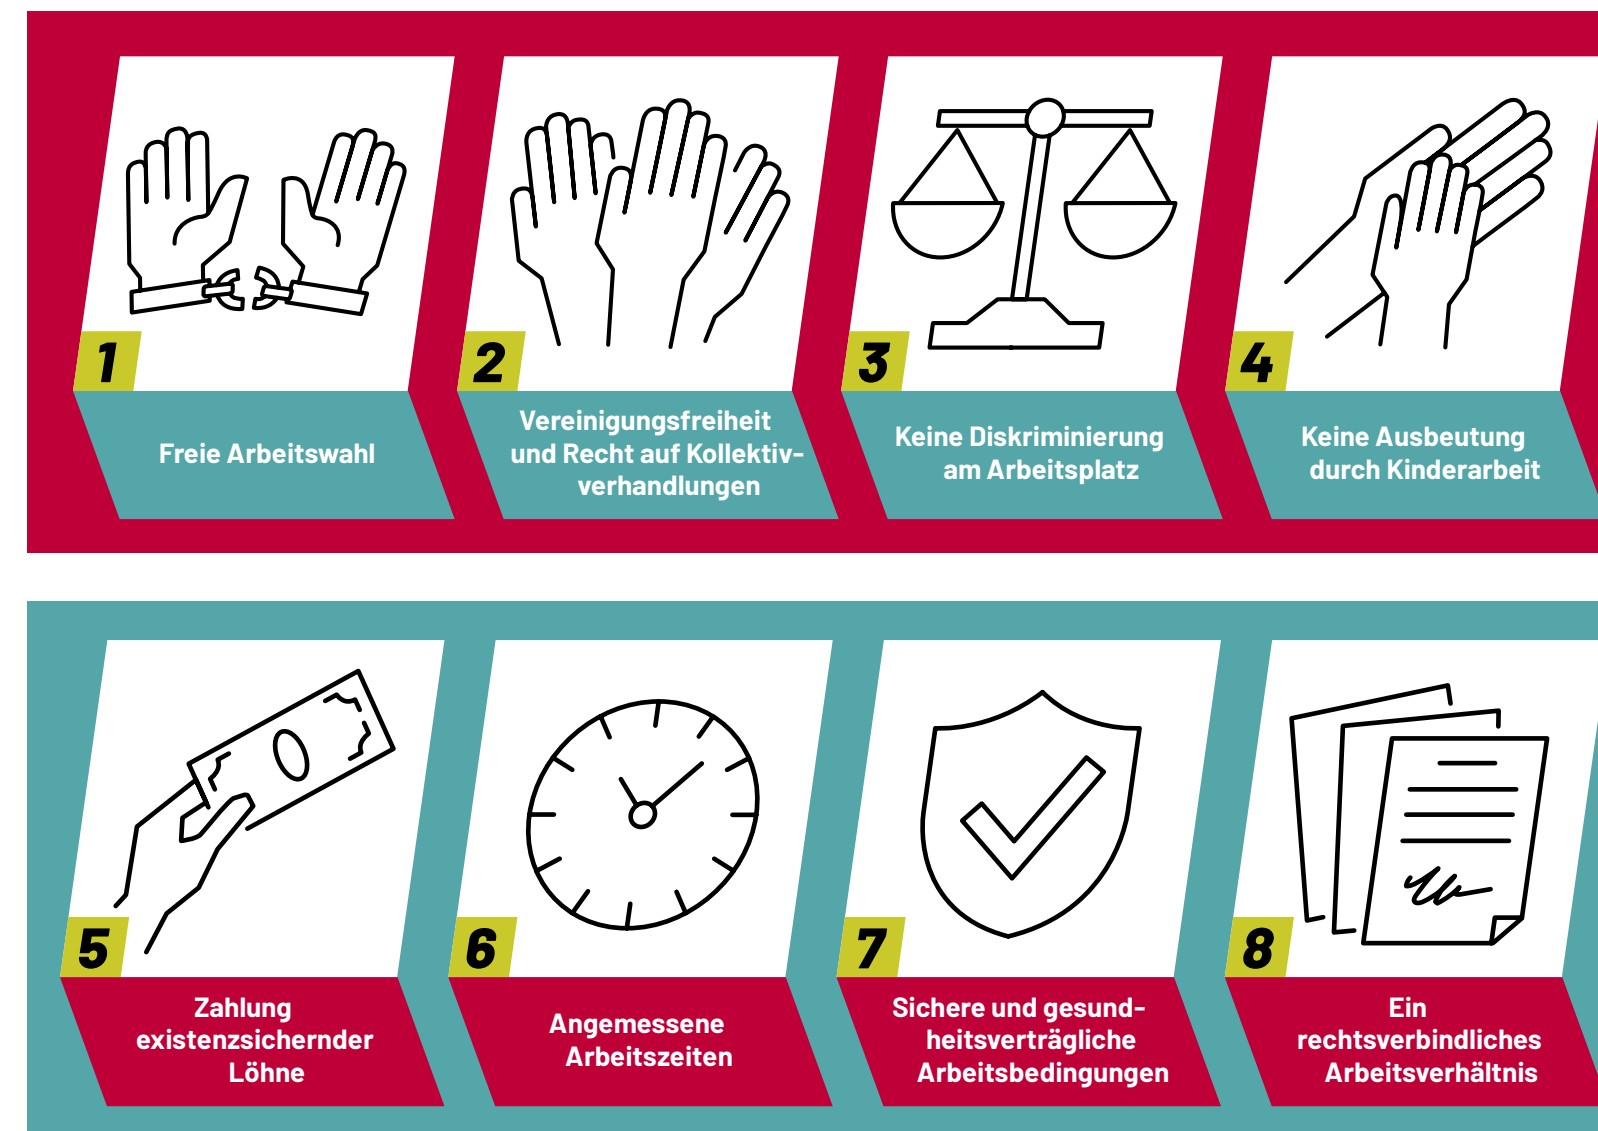 1
Freie Arbeitswahl
2
Vereinigungsfreiheit
und Recht auf Kollektiv-
verhandlungen
3
Keine Diskriminierung
am Arbeitsplatz
4
Keine Ausbeutung
durch Kinderarbeit
5
Zahlung
existenzsichernder
Löhne
6
Angemessene
Arbeitszeiten
7
Sichere und gesund-
heitsverträgliche
Arbeitsbedingungen
8
Ein
rechtsverbindliches
Arbeitsverhältnis